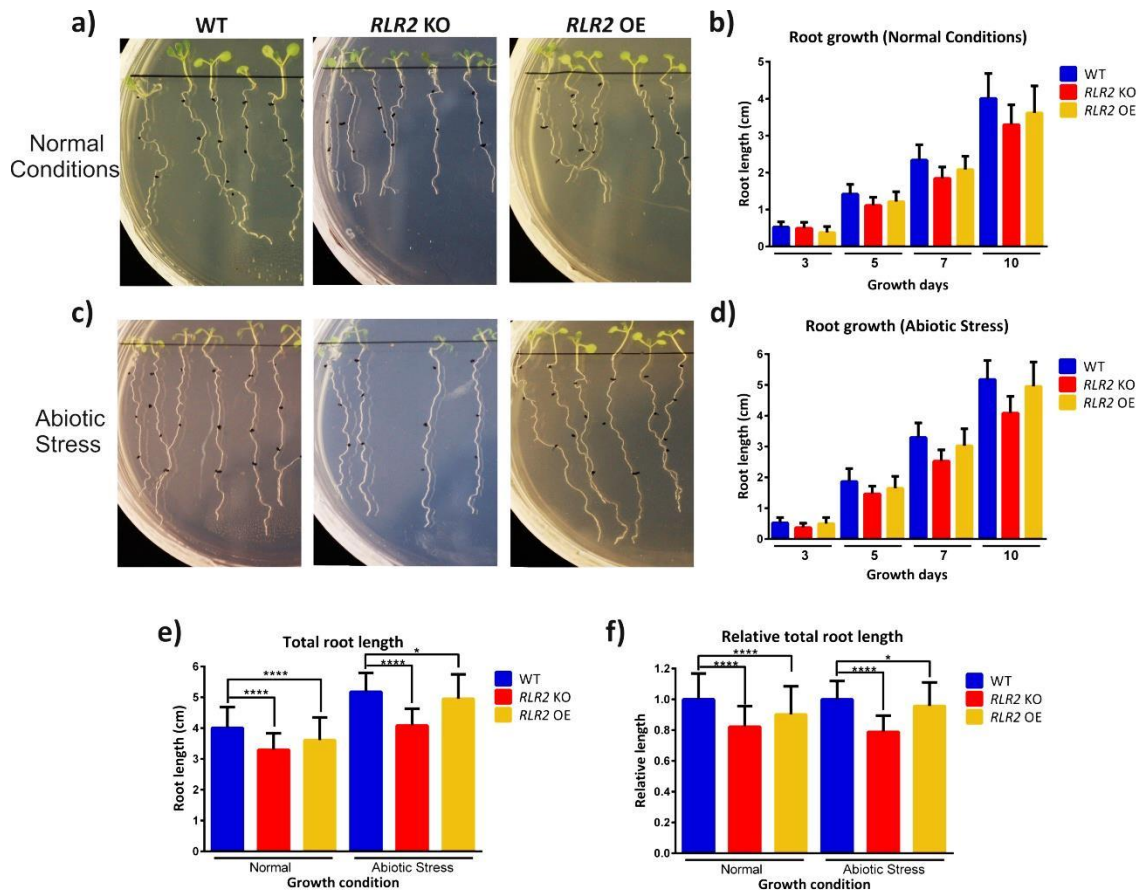 a)
WT
RLR2 KO
RLR2 OE
Normal
Conditions
b)
Root growth (Normal Conditions)
Root length (cm)
5
4
3
2
1
0
3
5
7
10
Growth days
WT
RLR2 KO
RLR2 OE
c)
Abiotic
Stress
d)
Root growth (Abiotic Stress)
Root length (cm)
6
5
4
3
2
1
0
3
5
7
10
Growth days
WT
RLR2 KO
RLR2 OE
e)
Total root length
Root length (cm)
6
5
4
3
2
1
0
****
****
****
*
Normal
Abiotic Stress
Growth condition
WT
RLR2 KO
RLR2 OE
f)
Relative total root length
Relative length
1.2
1.0
0.8
0.6
0.4
0.2
0.0
****
****
****
*
Normal
Abiotic Stress
Growth condition
WT
RLR2 KO
RLR2 OE